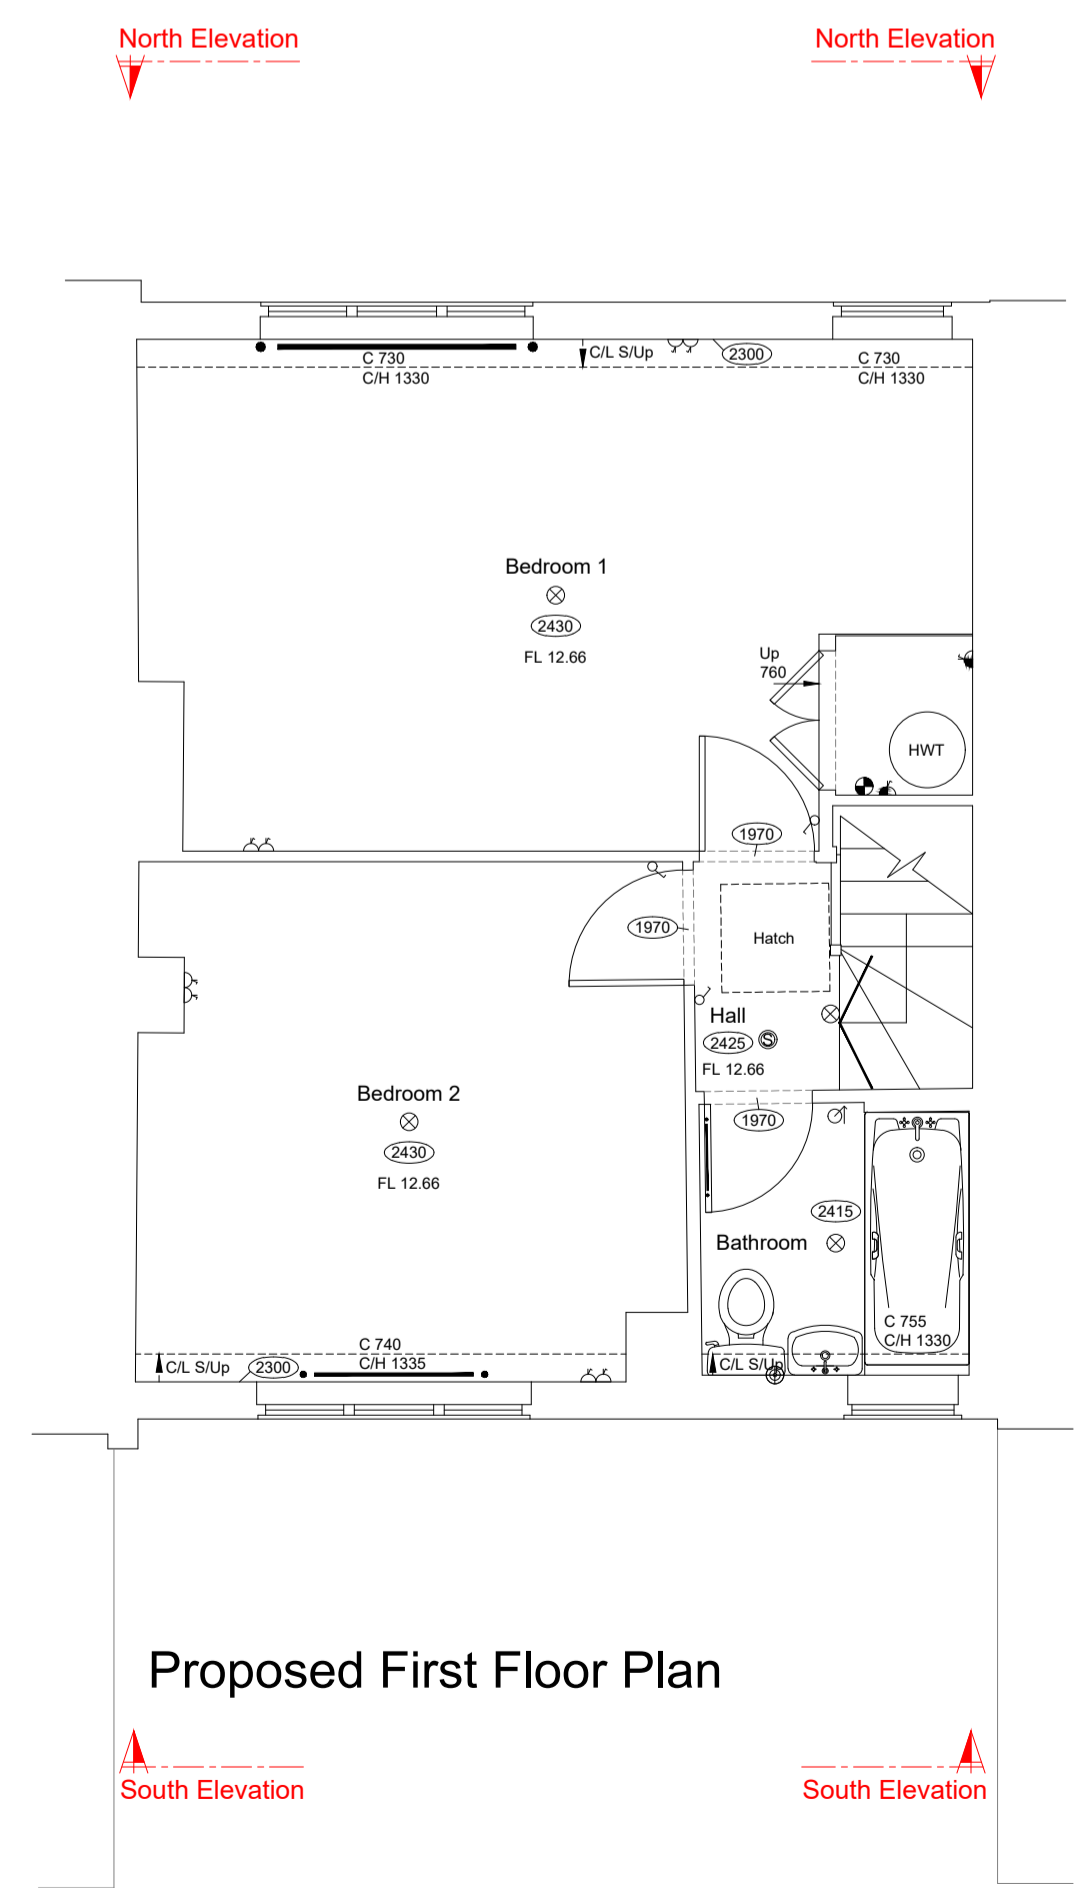 North Elevation
North Elevation
C/L S/Up
2300
C 730
C/H 1330
C 730
C/H 1330
Bedroom 1
2430
FL 12.66
Up
760
HWT
1970
1970
Hatch
Hall
2425
S
FL 12.66
Bedroom 2
2430
FL 12.66
1970
2415
Bathroom
C 755
C/H 1330
C 740
C/H 1335
C/L S/Up
2300
C/L S/Up
Proposed First Floor Plan
South Elevation
South Elevation